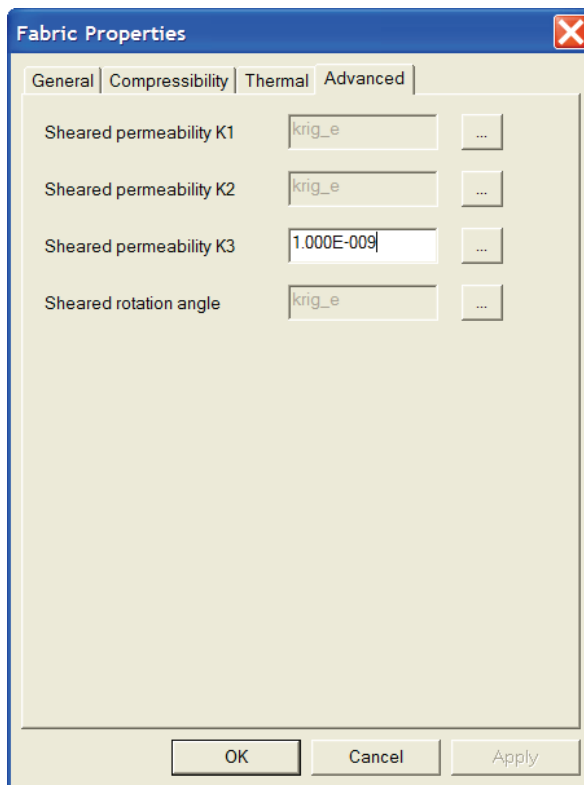 Fabric Properties
General Compressibility Thermal Advanced
Sheared permeability K1 krig_e ...
Sheared permeability K2 krig_e ...
Sheared permeability K3 1.000E-009 ...
Sheared rotation angle krig_e ...
OK Cancel Apply